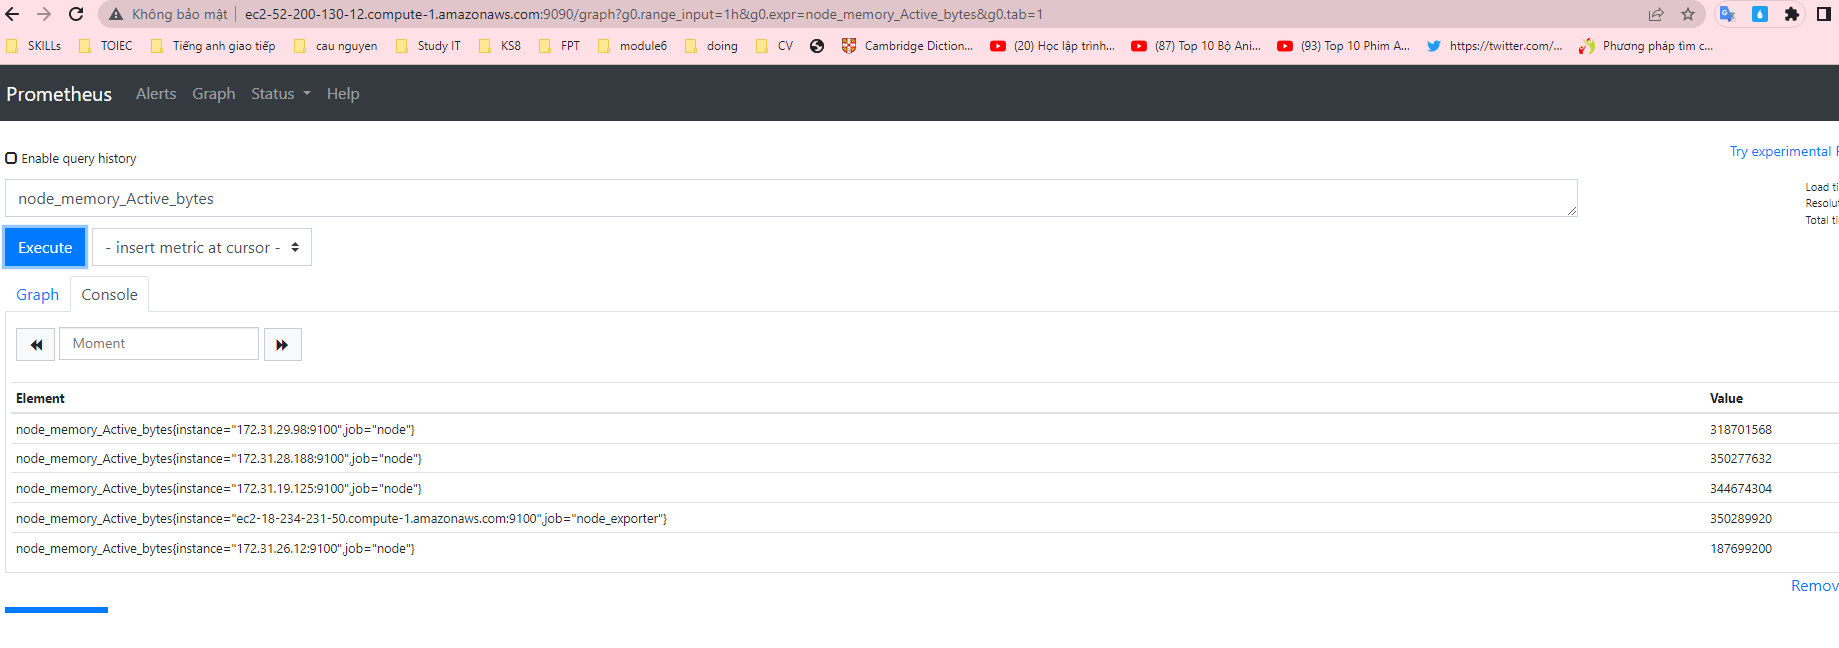 Không bảo mật ec2-52-200-130-12.compute-1.amazonaws.com:9090/graph?g0.range_input=1h&g0.expr=node_memory_Active_bytes&g0.tab=1
SKILLs TOIEC Tiếng anh giao tiếp cau nguyen Study IT KS8 FPT module6 doing CV Cambridge Diction... (20) Học lập trình... (87) Top 10 Bộ Ani... (93) Top 10 Phim A... https://twitter.com/... Phương pháp tìm c...
Prometheus Alerts Graph Status Help
Enable query history
Try experimental
node_memory_Active_bytes
Load ti
Resolut
Total ti
Execute - insert metric at cursor -
Graph Console
Moment
Element Value
node_memory_Active_bytes{instance="172.31.29.98:9100",job="node"} 318701568
node_memory_Active_bytes{instance="172.31.28.188:9100",job="node"} 350277632
node_memory_Active_bytes{instance="172.31.19.125:9100",job="node"} 344674304
node_memory_Active_bytes{instance="ec2-18-234-231-50.compute-1.amazonaws.com:9100",job="node_exporter"} 350289920
node_memory_Active_bytes{instance="172.31.26.12:9100",job="node"} 187699200
Remov